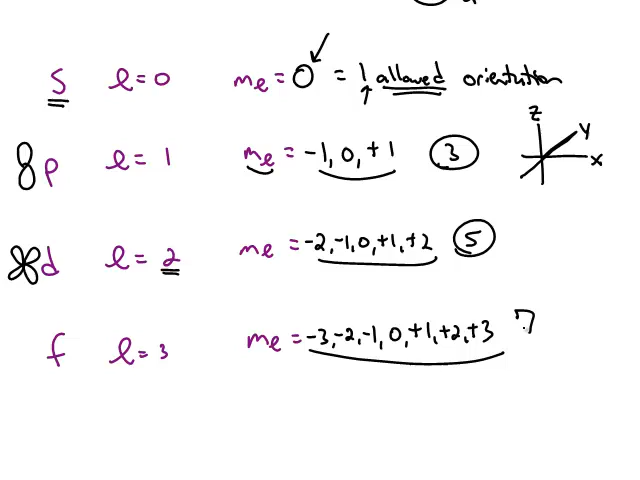 s l=0 mₑ=0 = 1 allowed orientation
z
y
x
p l=1 mₑ = -1, 0, +1 3
d l=2 mₑ = -2,-1,0,+1,+2 5
f l=3 mₑ = -3,-2,-1,0,+1,+2,+3 7